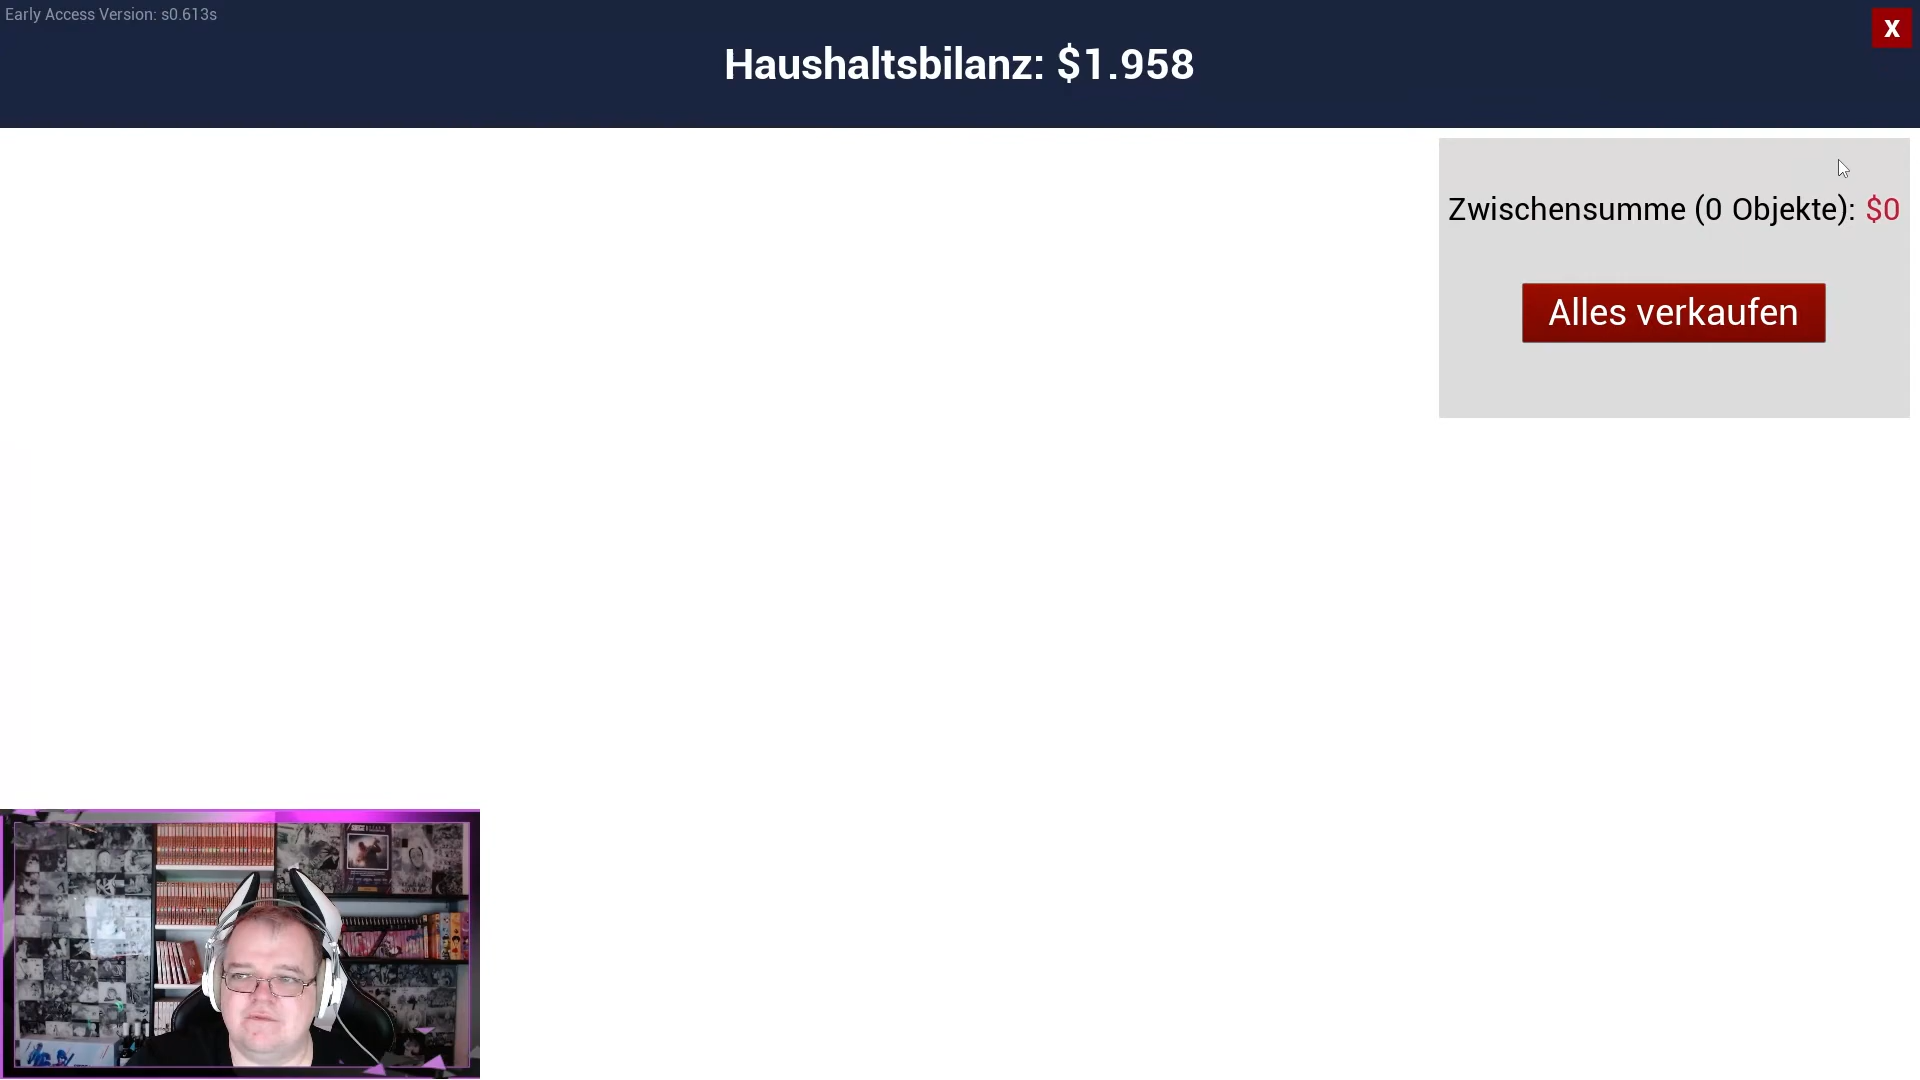 Early Access Version: s0.613s
X
Haushaltsbilanz: $1.958
Zwischensumme (0 Objekte): $0
Alles verkaufen